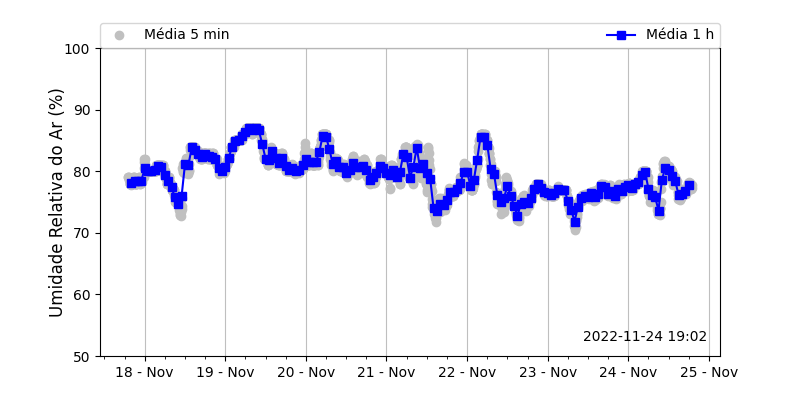 Média 5 min
Média 1 h
Umidade Relativa do Ar (%)
100
90
80
70
60
50
2022-11-24 19:02
18 - Nov
19 - Nov
20 - Nov
21 - Nov
22 - Nov
23 - Nov
24 - Nov
25 - Nov